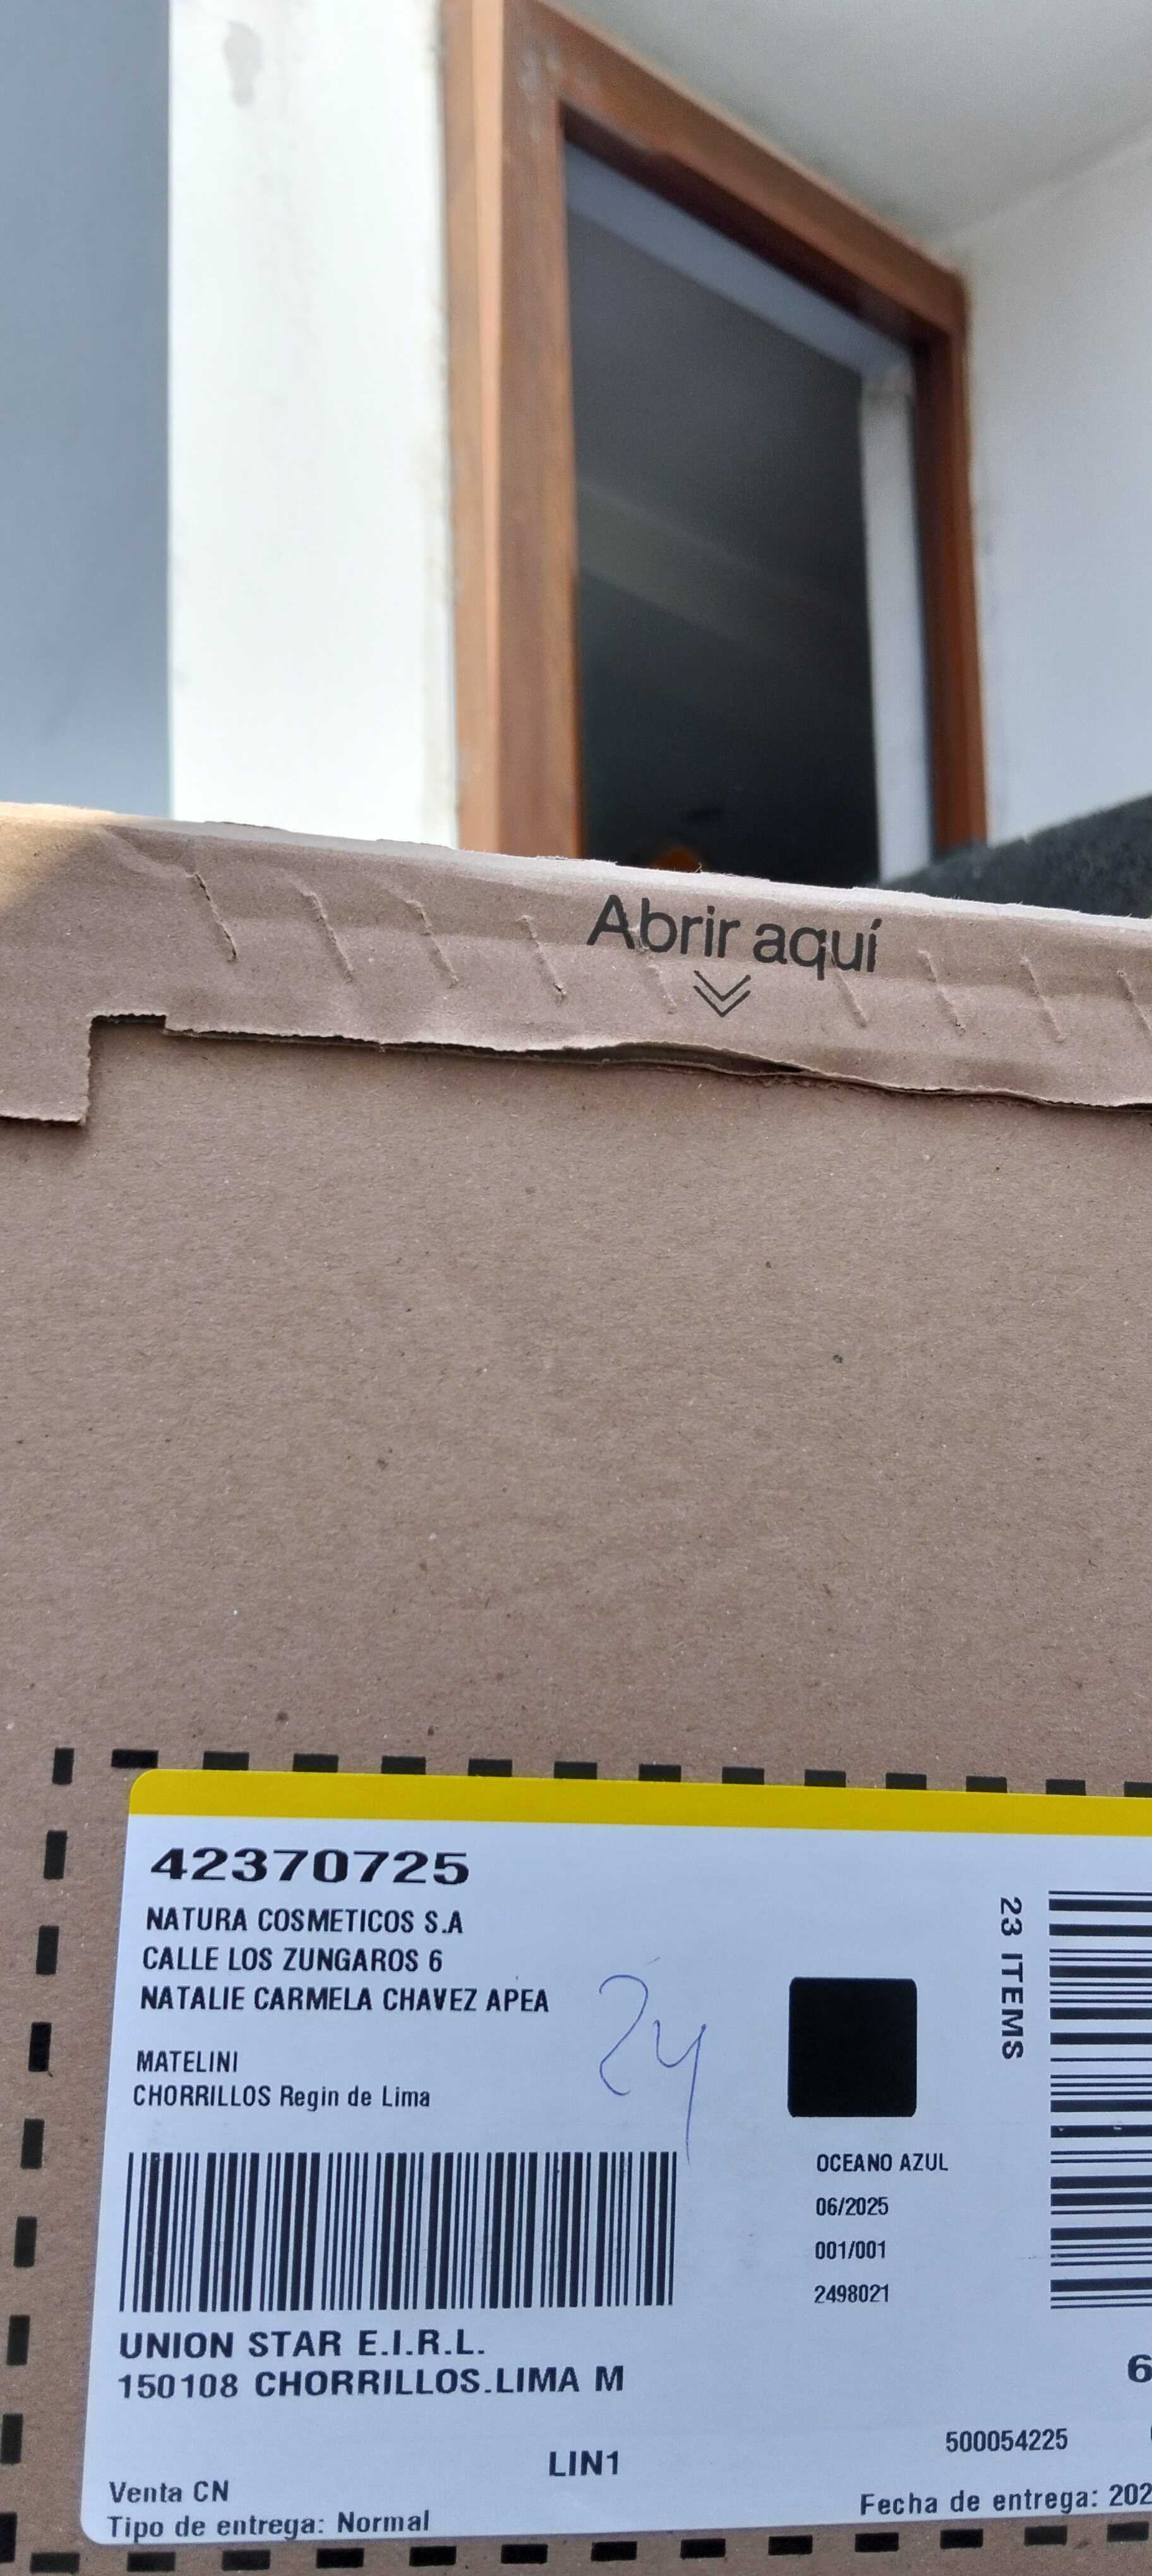 Abrir aquí
42370725
NATURA COSMETICOS S.A
CALLE LOS ZUNGAROS 6
NATALIE CARMELA CHAVEZ APEA
24
MATELINI
CHORRILLOS Regin de Lima
23 ITEMS
OCEANO AZUL
06/2025
001/001
2498021
UNION STAR E.I.R.L.
150108 CHORRILLOS.LIMA M
6
500054225
LIN1
Venta CN
Tipo de entrega: Normal
Fecha de entrega: 202